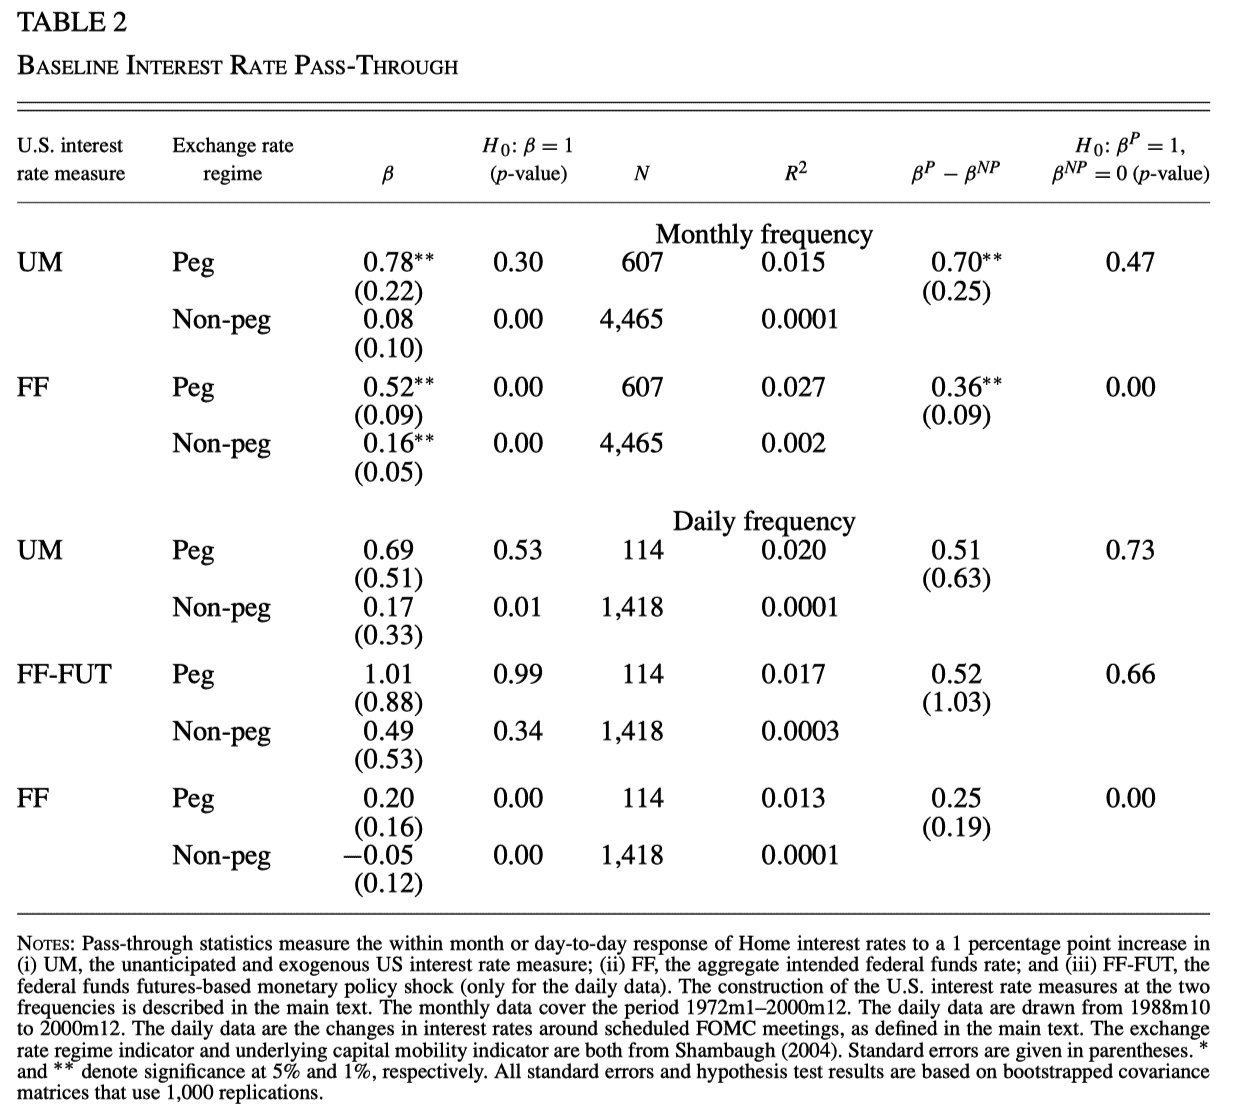 TABLE 2
BASELINE INTEREST RATE PASS-THROUGH
U.S. interest Exchange rate H0: β = 1 H0: βP = 1,
rate measure regime β (p-value) N R2 βP − βNP βNP = 0 (p-value)
Monthly frequency
UM Peg 0.78** 0.30 607 0.015 0.70** 0.47
(0.22) (0.25)
Non-peg 0.08 0.00 4,465 0.0001
(0.10)
FF Peg 0.52** 0.00 607 0.027 0.36** 0.00
(0.09) (0.09)
Non-peg 0.16** 0.00 4,465 0.002
(0.05)
Daily frequency
UM Peg 0.69 0.53 114 0.020 0.51 0.73
(0.51) (0.63)
Non-peg 0.17 0.01 1,418 0.0001
(0.33)
FF-FUT Peg 1.01 0.99 114 0.017 0.52 0.66
(0.88) (1.03)
Non-peg 0.49 0.34 1,418 0.0003
(0.53)
FF Peg 0.20 0.00 114 0.013 0.25 0.00
(0.16) (0.19)
Non-peg −0.05 0.00 1,418 0.0001
(0.12)
NOTES: Pass-through statistics measure the within month or day-to-day response of Home interest rates to a 1 percentage point increase in
(i) UM, the unanticipated and exogenous US interest rate measure; (ii) FF, the aggregate intended federal funds rate; and (iii) FF-FUT, the
federal funds futures-based monetary policy shock (only for the daily data). The construction of the U.S. interest rate measures at the two
frequencies is described in the main text. The monthly data cover the period 1972m1–2000m12. The daily data are drawn from 1988m10
to 2000m12. The daily data are the changes in interest rates around scheduled FOMC meetings, as defined in the main text. The exchange
rate regime indicator and underlying capital mobility indicator are both from Shambaugh (2004). Standard errors are given in parentheses. *
and ** denote significance at 5% and 1%, respectively. All standard errors and hypothesis test results are based on bootstrapped covariance
matrices that use 1,000 replications.